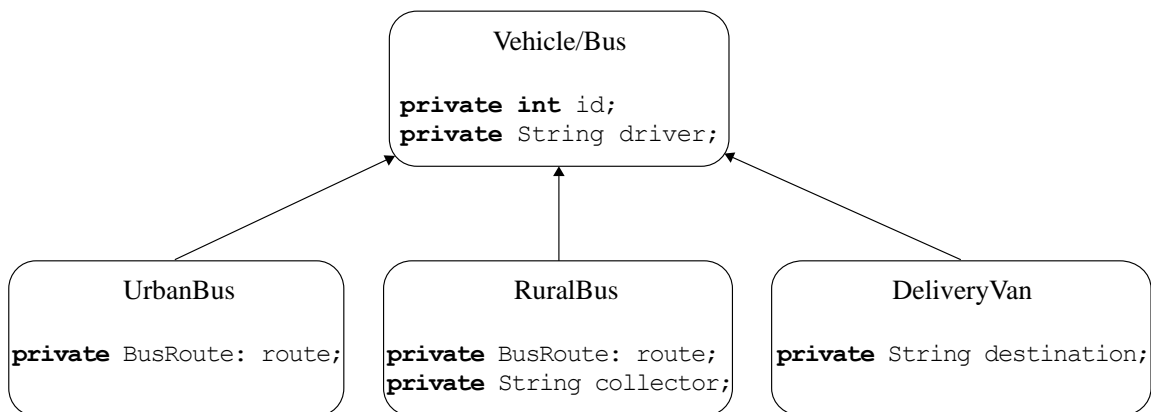 Vehicle/Bus
private int id;
private String driver;
UrbanBus
private BusRoute: route;
RuralBus
private BusRoute: route;
private String collector;
DeliveryVan
private String destination;